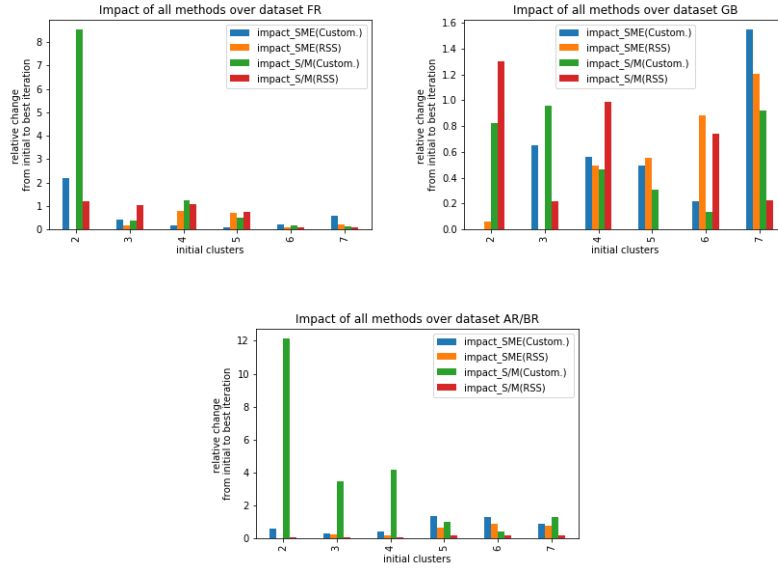 Impact of all methods over dataset FR
impact_SME(Custom.)
impact_SME(RSS)
impact_S/M(Custom.)
impact_S/M(RSS)
relative change
from initial to best iteration
8
7
6
5
4
3
2
1
0
2 3 4 5 6 7
initial clusters
Impact of all methods over dataset GB
impact_SME(Custom.)
impact_SME(RSS)
impact_S/M(Custom.)
impact_S/M(RSS)
relative change
from initial to best iteration
1.6
1.4
1.2
1.0
0.8
0.6
0.4
0.2
0.0
2 3 4 5 6 7
initial clusters
Impact of all methods over dataset AR/BR
impact_SME(Custom.)
impact_SME(RSS)
impact_S/M(Custom.)
impact_S/M(RSS)
relative change
from initial to best iteration
12
10
8
6
4
2
0
2 3 4 5 6 7
initial clusters